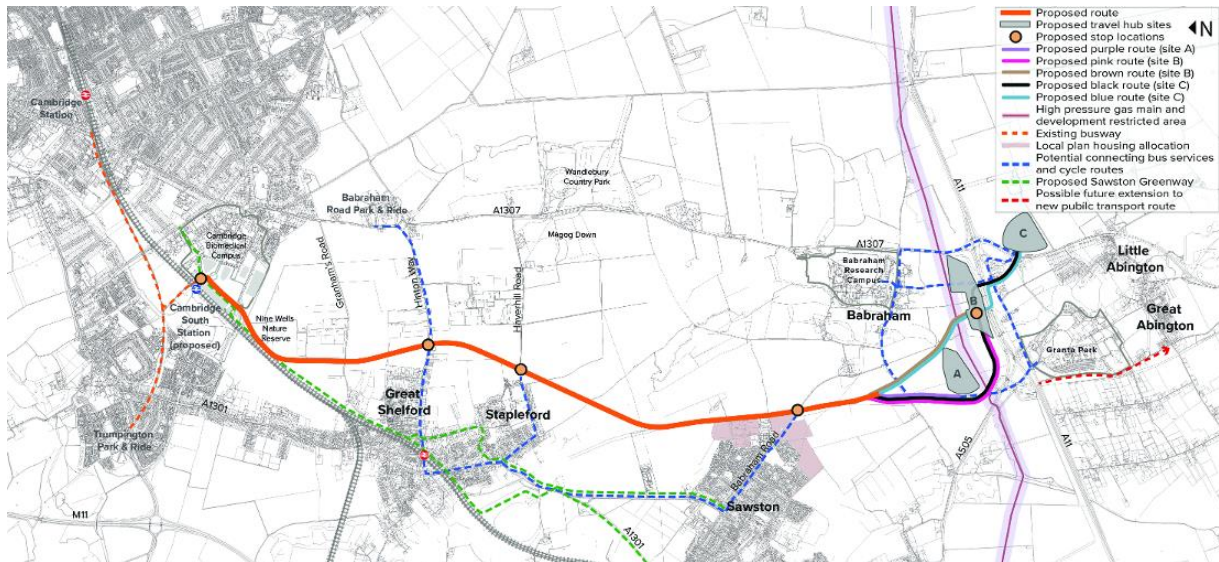 Proposed route
Proposed travel hub sites
Proposed stop locations
Proposed purple route (site A)
Proposed pink route (site B)
Proposed brown route (site B)
Proposed black route (site C)
Proposed blue route (site C)
High pressure gas main and
development restricted area
Existing busway
Local plan housing allocation
Potential connecting bus services
and cycle routes
Proposed Sawston Greenway
Possible future extension to
new public transport route
N
Cambridge
Station
Cambridge
Biomedical
Campus
Cambridge
South
Station
(proposed)
Nine Wells
Nature
Reserve
Granham's Road
Babraham
Road Park & Ride
Hinton Way
A1307
Wandlebury
Country Park
Magog Down
Haverhill Road
A1307
Babraham
Research
Campus
Babraham
A11
C
B
A
Little
Abington
Great
Abington
Granta Park
Great
Shelford
Stapleford
A1301
Trumpington
Park & Ride
M11
Babraham Road
Sawston
A1301
A505
A11